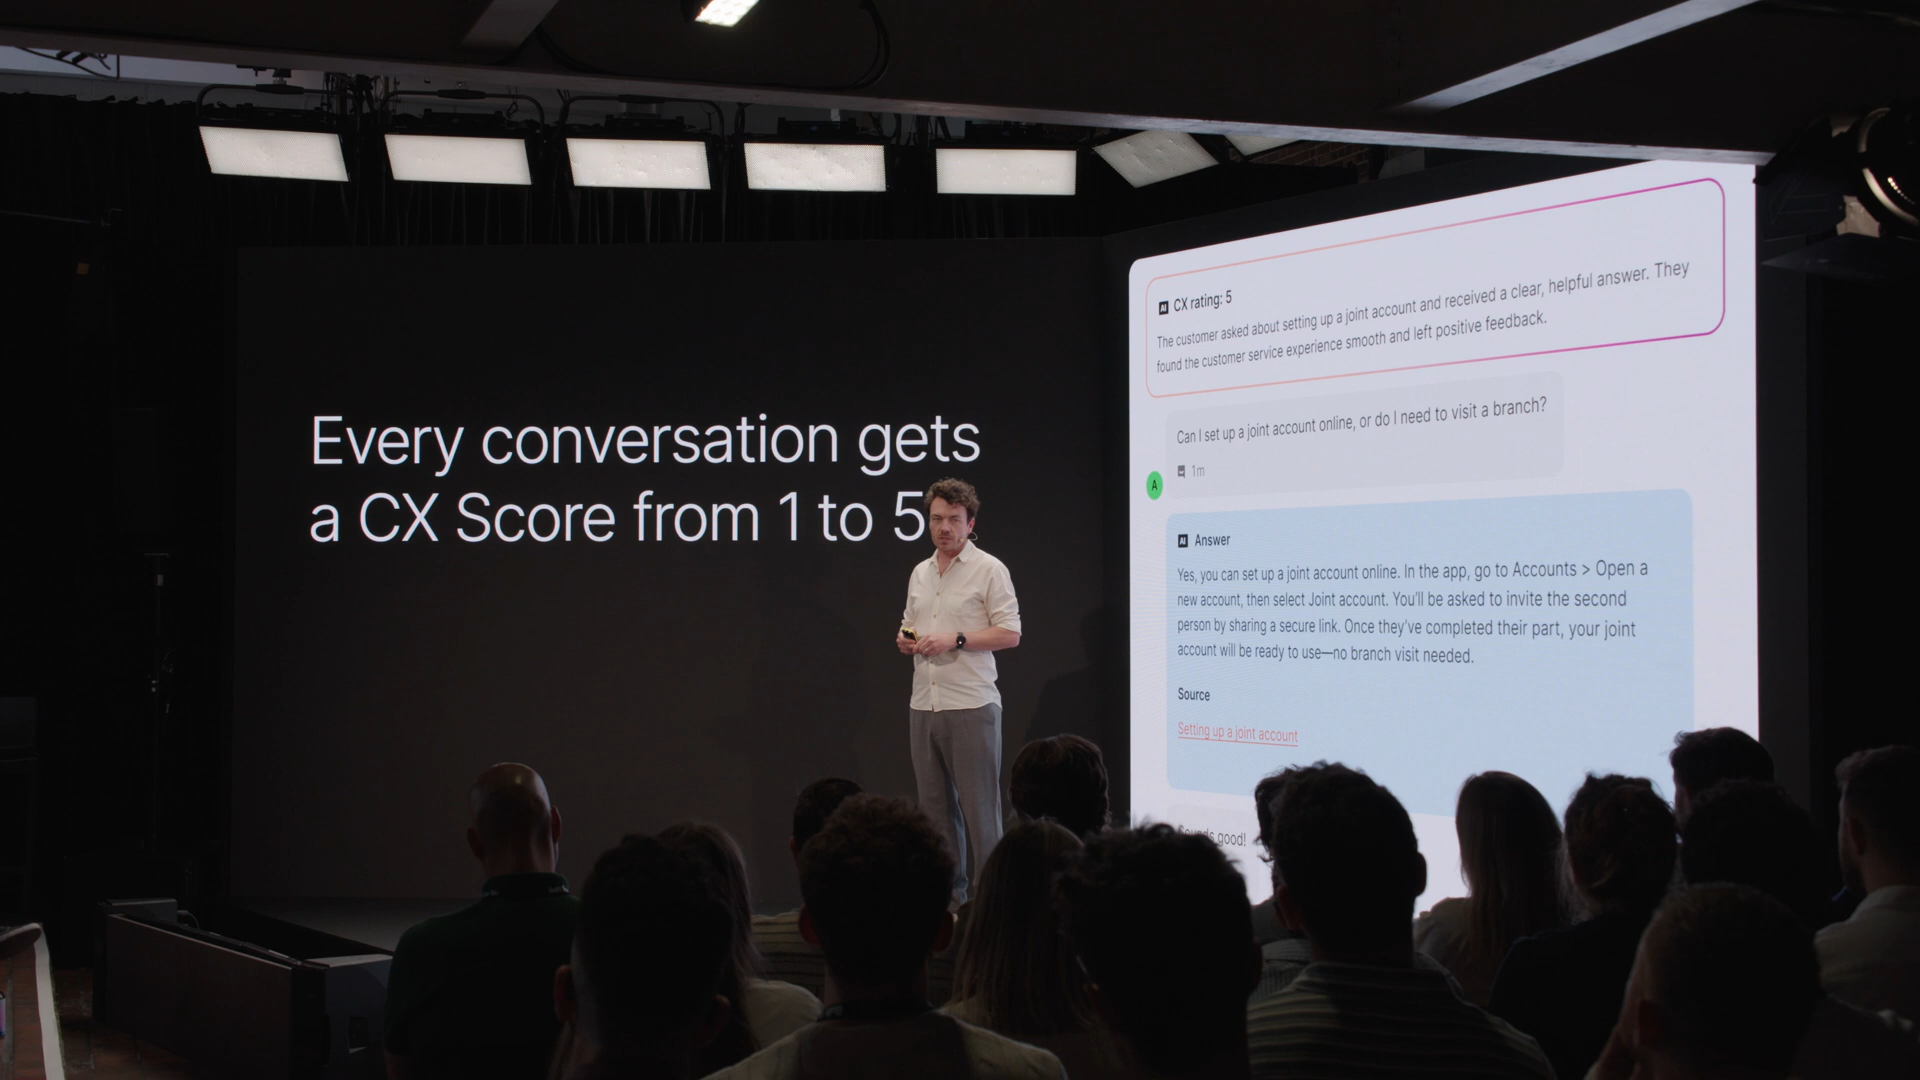 Every conversation gets
a CX Score from 1 to 5
AI CX rating: 5
The customer asked about setting up a joint account and received a clear, helpful answer. They
found the customer service experience smooth and left positive feedback.
Can I set up a joint account online, or do I need to visit a branch?
1m
A
AI Answer
Yes, you can set up a joint account online. In the app, go to Accounts > Open a
new account, then select Joint account. You'll be asked to invite the second
person by sharing a secure link. Once they've completed their part, your joint
account will be ready to use—no branch visit needed.
Source
Setting up a joint account
Sounds good!